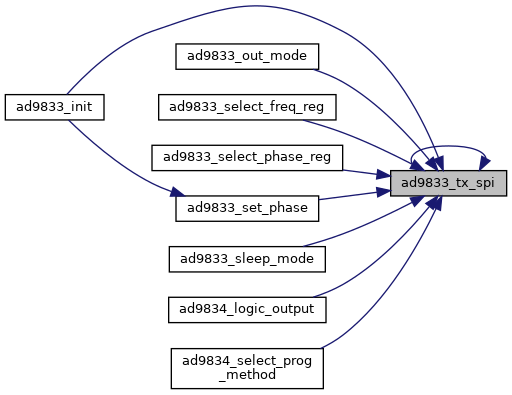 ad9833_out_mode
ad9833_init
ad9833_select_freq_reg
ad9833_select_phase_reg
ad9833_tx_spi
ad9833_set_phase
ad9833_sleep_mode
ad9834_logic_output
ad9834_select_prog
_method